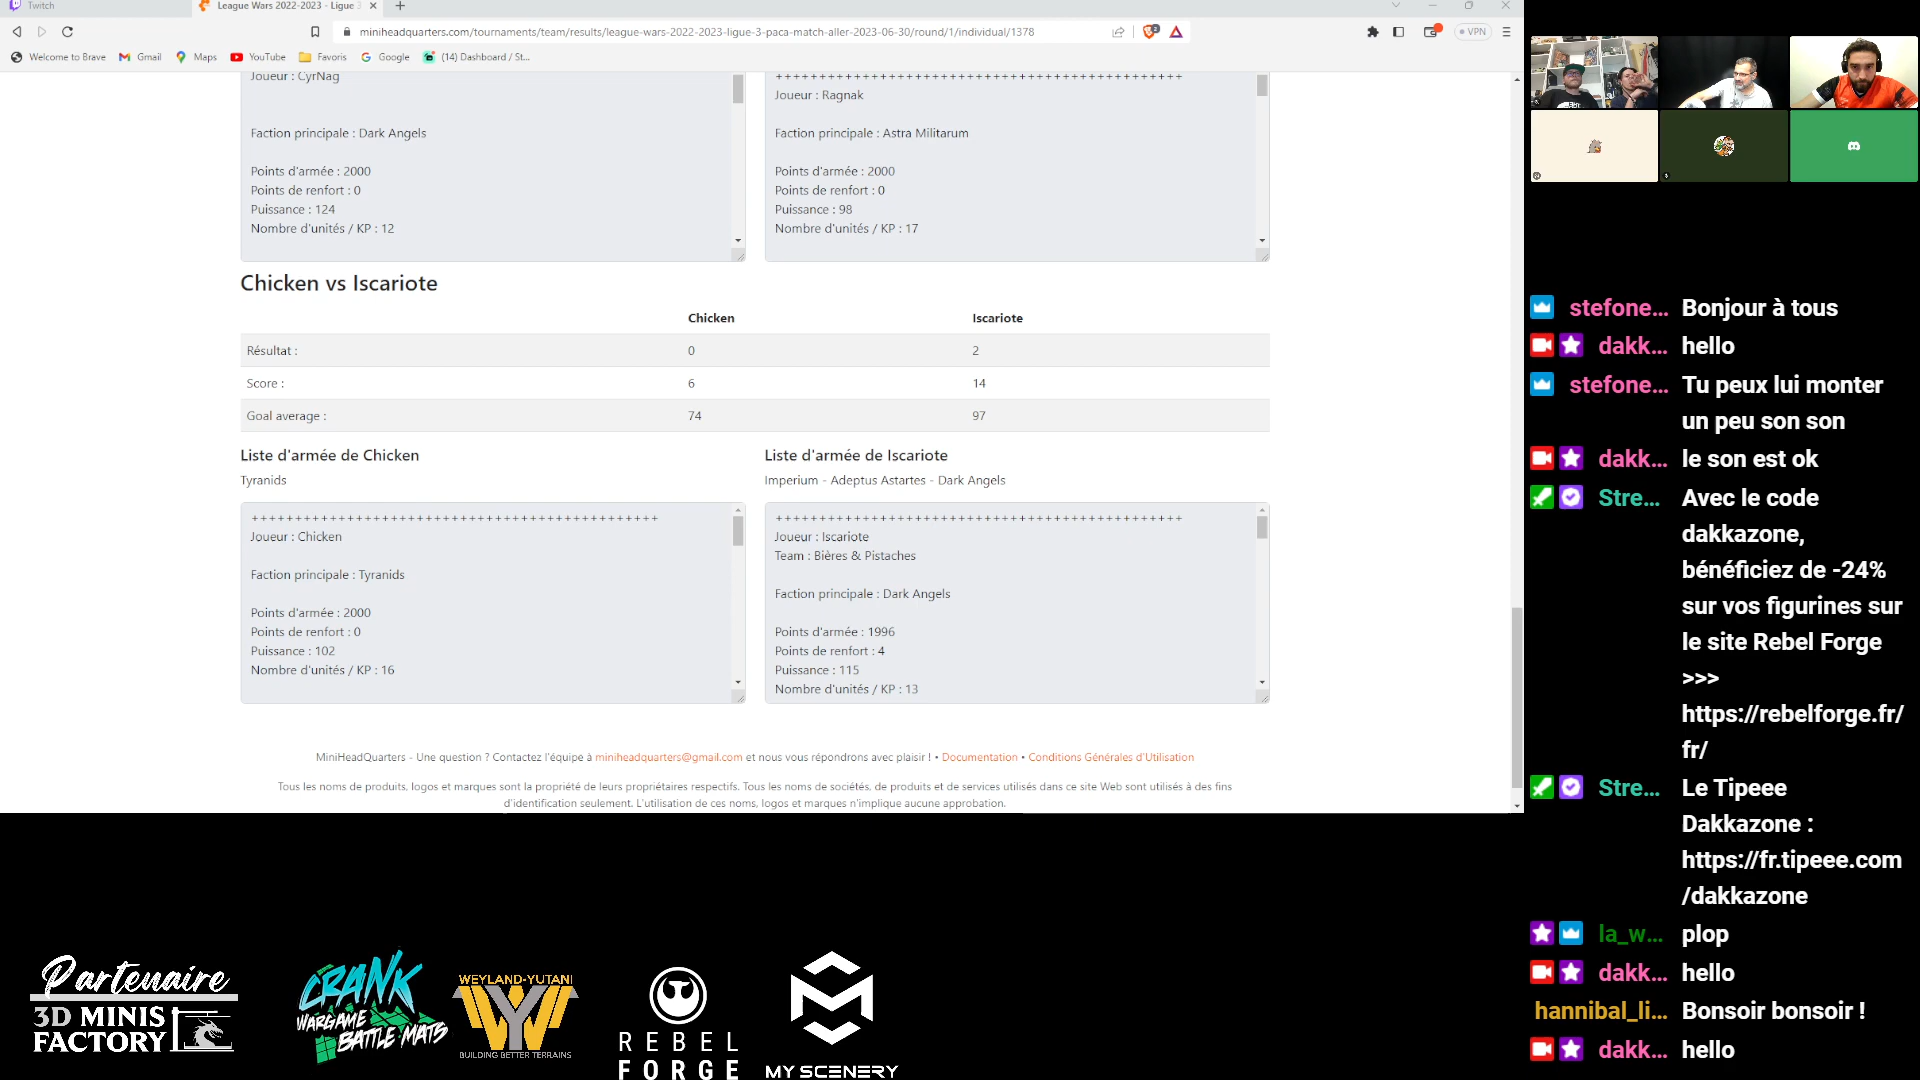 Twitch
League Wars 2022-2023 - Ligue 3
miniheadquarters.com/tournaments/team/results/league-wars-2022-2023-ligue-3-paca-match-aller-2023-06-30/round/1/individual/1378
VPN
Welcome to Brave
Gmail
Maps
YouTube
Favoris
Google
(14) Dashboard / St...
Joueur : CyrNag
Faction principale : Dark Angels
Points d'armée : 2000
Points de renfort : 0
Puissance : 124
Nombre d'unités / KP : 12
+++++++++++++++++++++++++++++++++++++++++++++++
Joueur : Ragnak
Faction principale : Astra Militarum
Points d'armée : 2000
Points de renfort : 0
Puissance : 98
Nombre d'unités / KP : 17
Chicken vs Iscariote
Chicken Iscariote
Résultat : 0 2
Score : 6 14
Goal average : 74 97
Liste d'armée de Chicken
Tyranids
+++++++++++++++++++++++++++++++++++++++++++++++
Joueur : Chicken
Faction principale : Tyranids
Points d'armée : 2000
Points de renfort : 0
Puissance : 102
Nombre d'unités / KP : 16
Liste d'armée de Iscariote
Imperium - Adeptus Astartes - Dark Angels
+++++++++++++++++++++++++++++++++++++++++++++++
Joueur : Iscariote
Team : Bières & Pistaches
Faction principale : Dark Angels
Points d'armée : 1996
Points de renfort : 4
Puissance : 115
Nombre d'unités / KP : 13
MiniHeadQuarters - Une question ? Contactez l'équipe à miniheadquarters@gmail.com et nous vous répondrons avec plaisir ! • Documentation • Conditions Générales d'Utilisation
Tous les noms de produits, logos et marques sont la propriété de leurs propriétaires respectifs. Tous les noms de sociétés, de produits et de services utilisés dans ce site Web sont utilisés à des fins
d'identification seulement. L'utilisation de ces noms, logos et marques n'implique aucune approbation.
stefone... Bonjour à tous
dakk... hello
stefone... Tu peux lui monter
un peu son son
dakk... le son est ok
Stre... Avec le code
dakkazone,
bénéficiez de -24%
sur vos figurines sur
le site Rebel Forge
>>>
https://rebelforge.fr/
fr/
Stre... Le Tipeee
Dakkazone :
https://fr.tipeee.com
/dakkazone
la_w... plop
dakk... hello
hannibal_li... Bonsoir bonsoir !
dakk... hello
Partenaire
3D MINIS
FACTORY
CRANK
WARGAME
BATTLE MATS
WEYLAND-YUTANI
BUILDING BETTER TERRAINS
REBEL
FORGE
MY SCENERY